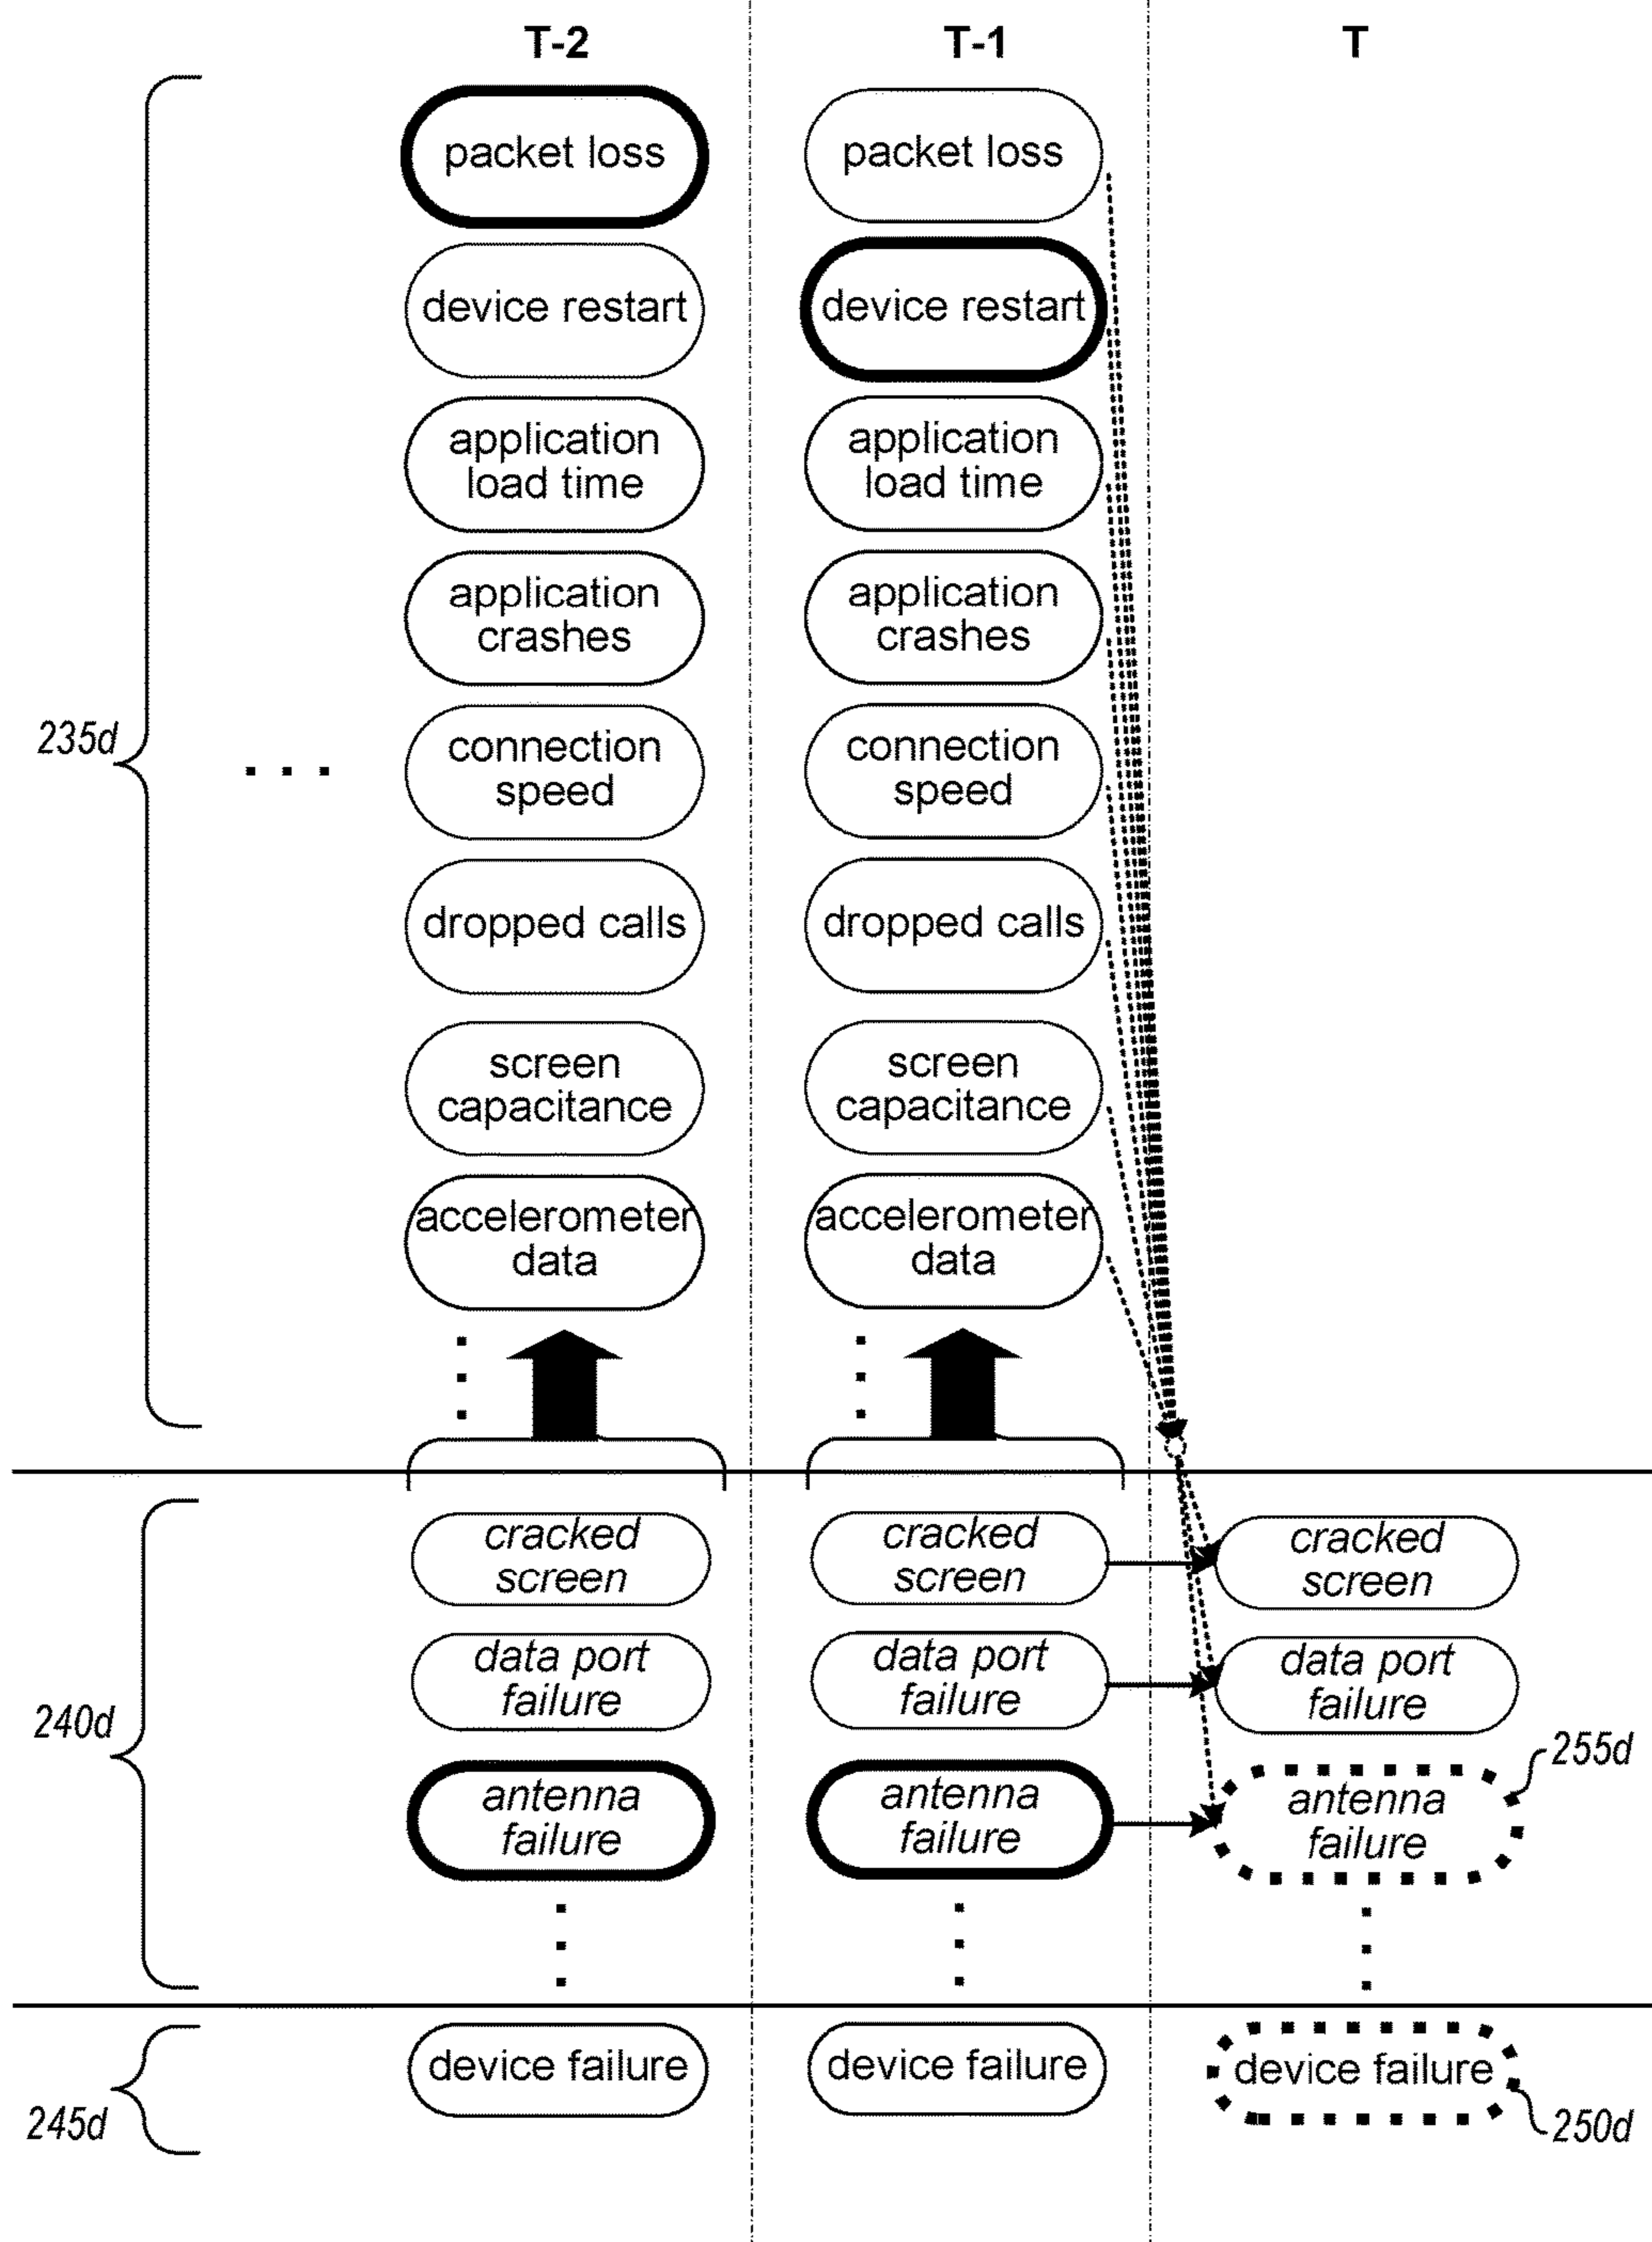 T-2 T-1 T
packet loss packet loss
device restart device restart
application application
load time load time
application application
crashes crashes
235d
connection connection
speed speed
dropped calls dropped calls
screen screen
capacitance capacitance
accelerometer accelerometer
data data
cracked cracked cracked
screen screen screen
data port data port data port
failure failure failure
240d
255d
antenna antenna antenna
failure failure failure
device failure device failure device failure
245d 250d